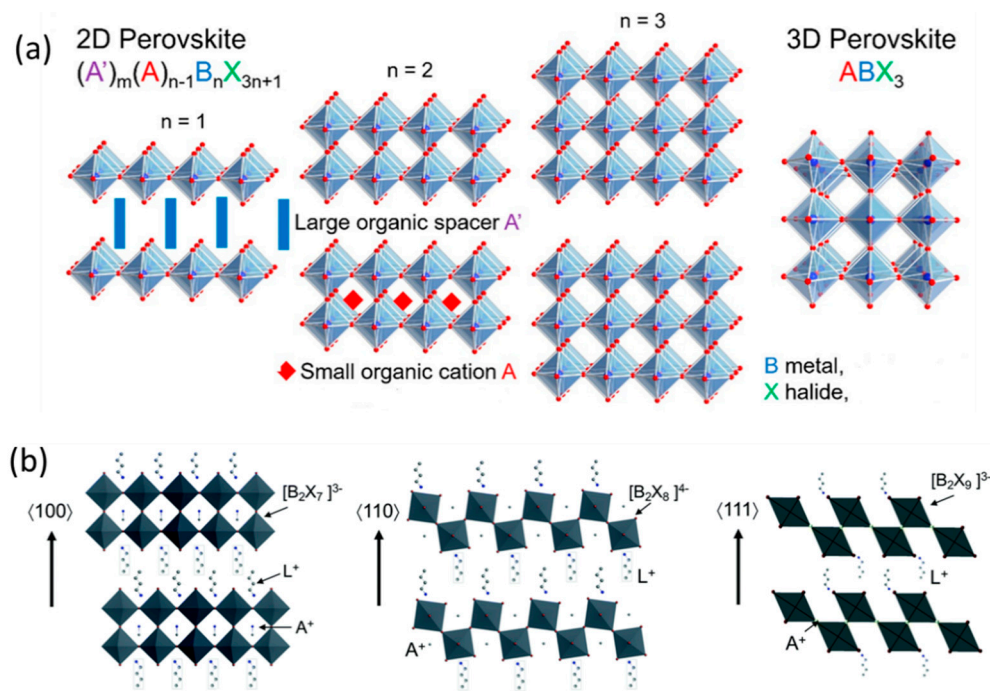 (a)
2D Perovskite
(A')m(A)n-1BnX3n+1
n = 1
n = 2
n = 3
3D Perovskite
ABX3
Large organic spacer A'
Small organic cation A
B metal,
X halide,
(b)
⟨100⟩
[B2X7]3-
L+
A+
⟨110⟩
[B2X8]4-
L+
A+
⟨111⟩
[B2X9]3-
L+
A+